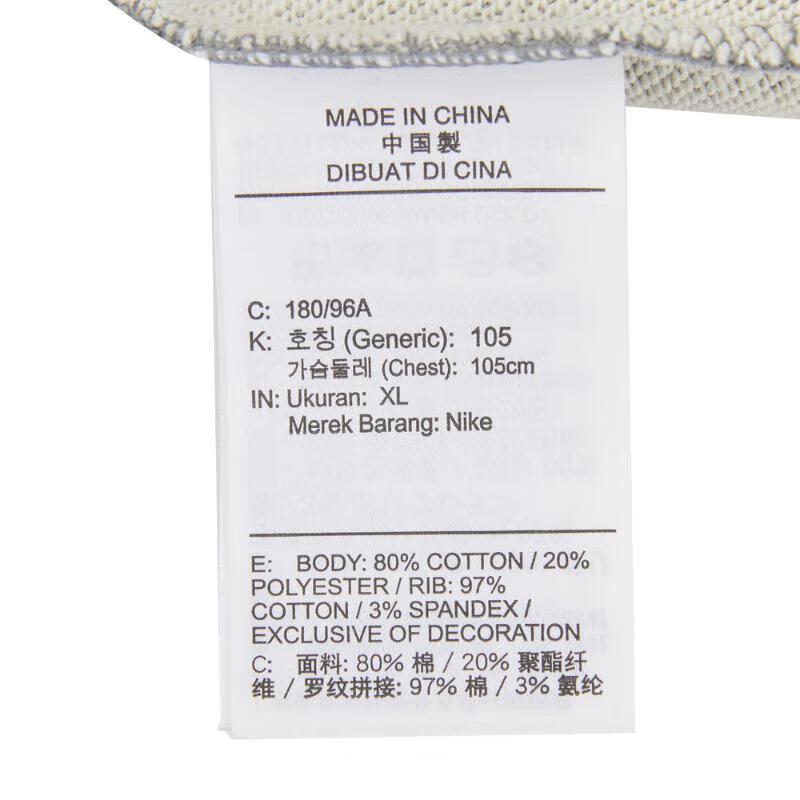 MADE IN CHINA
中国製
DIBUAT DI CINA
C: 180/96A
K: 호칭 (Generic): 105
가슴둘레 (Chest): 105cm
IN: Ukuran: XL
Merek Barang: Nike
E: BODY: 80% COTTON / 20%
POLYESTER / RIB: 97%
COTTON / 3% SPANDEX /
EXCLUSIVE OF DECORATION
C: 面料: 80% 棉 / 20% 聚酯纤
维 / 罗纹拼接: 97% 棉 / 3% 氨纶